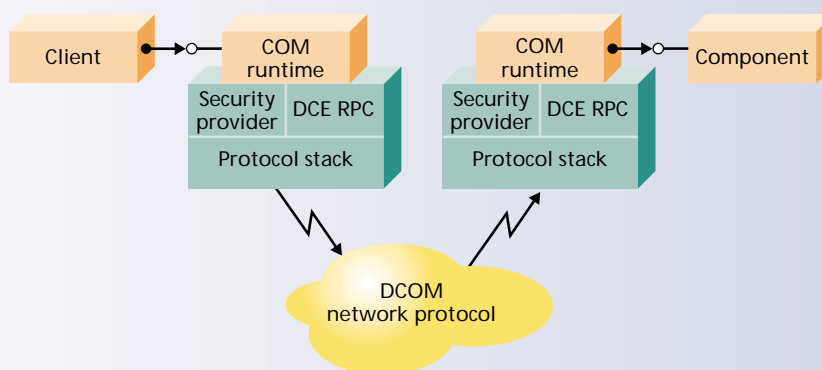 Client
COM
runtime
Security
provider
DCE RPC
Protocol stack
COM
runtime
Component
Security
provider
DCE RPC
Protocol stack
DCOM
network protocol